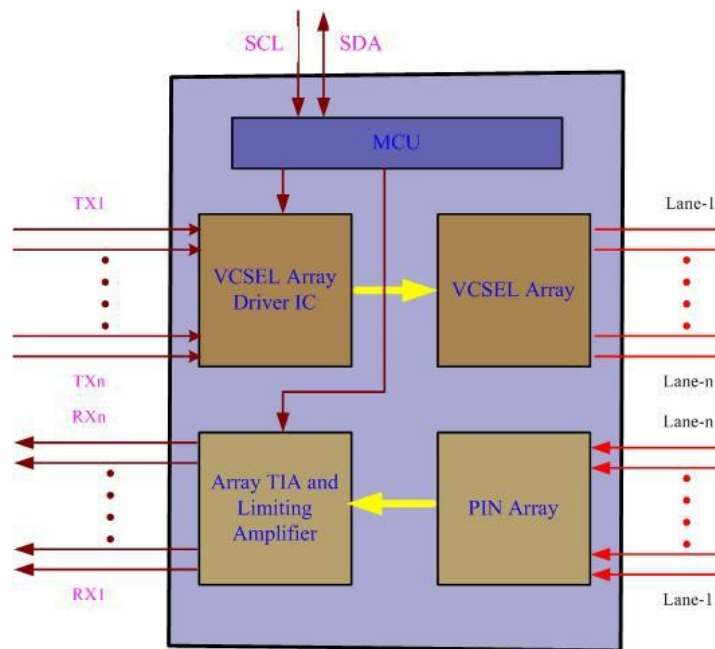 SCL
SDA
MCU
TX1
Lane-1
VCSEL Array
Driver IC
VCSEL Array
TXn
Lane-n
RXn
Lane-n
Array TIA and
Limiting
Amplifier
PIN Array
RX1
Lane-1